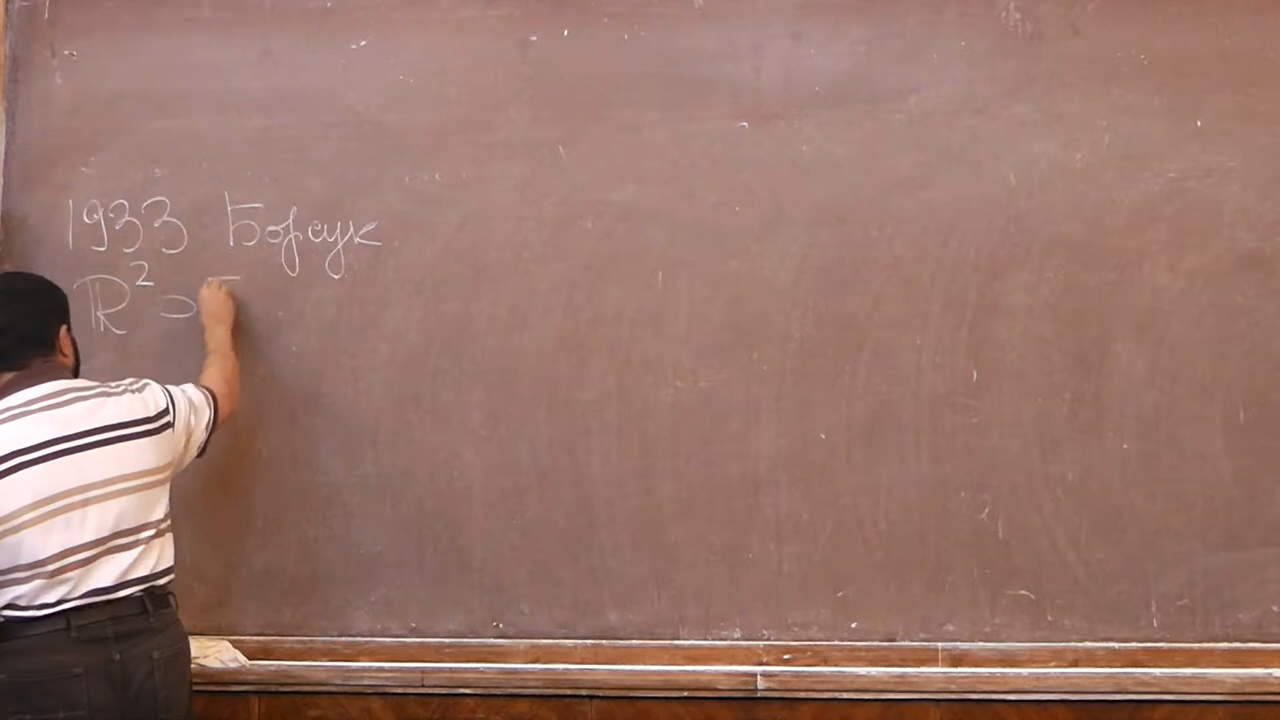 1933 Борсук
ℝ² =